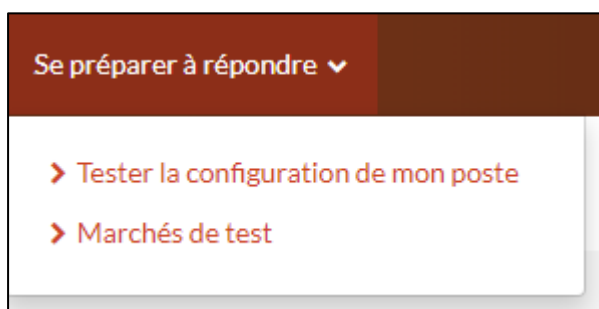 Se préparer à répondre
Tester la configuration de mon poste
Marchés de test